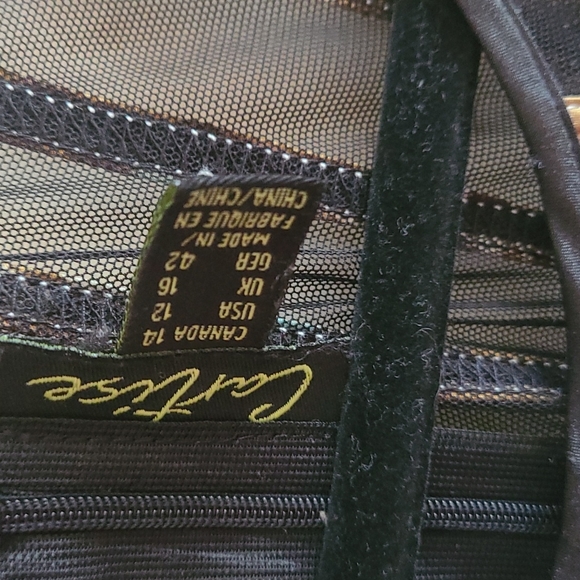 Cartise
CANADA 14
USA 12
UK 16
GER 42
MADE IN/
FABRIQUE EN
CHINA/CHINE